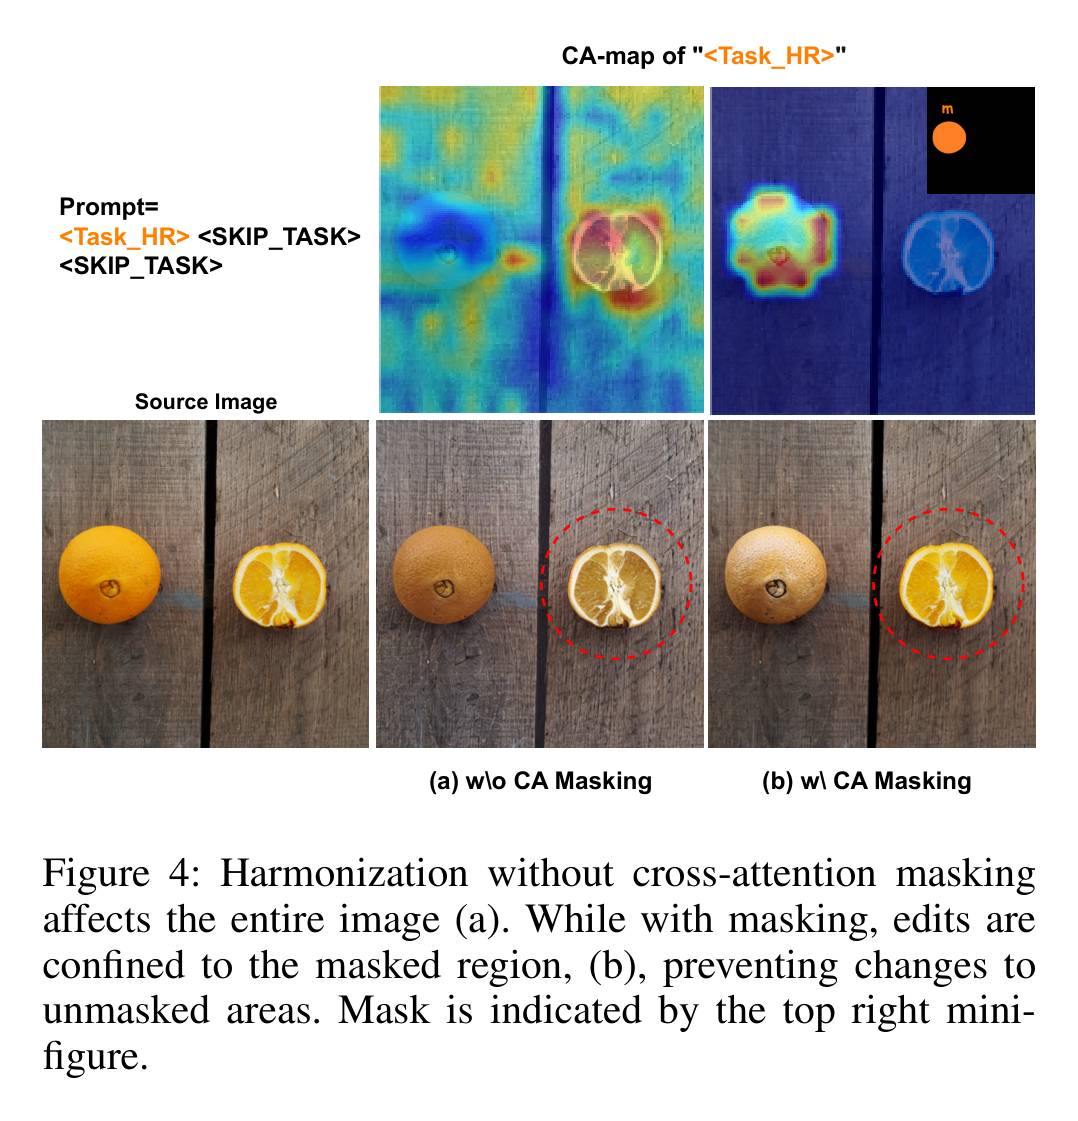 CA-map of "<Task_HR>"
m
Prompt=
<Task_HR> <SKIP_TASK>
<SKIP_TASK>
Source Image
(a) w\o CA Masking
(b) w\ CA Masking
Figure 4: Harmonization without cross-attention masking
affects the entire image (a). While with masking, edits are
confined to the masked region, (b), preventing changes to
unmasked areas. Mask is indicated by the top right mini-
figure.